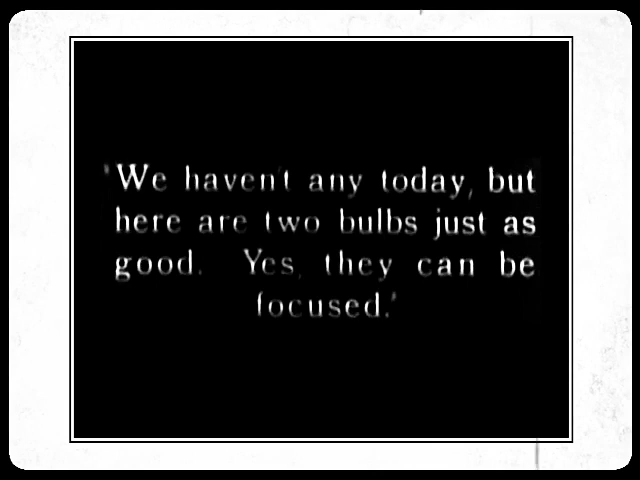 'We haven't any today, but
here are two bulbs just as
good. Yes, they can be
focused.'